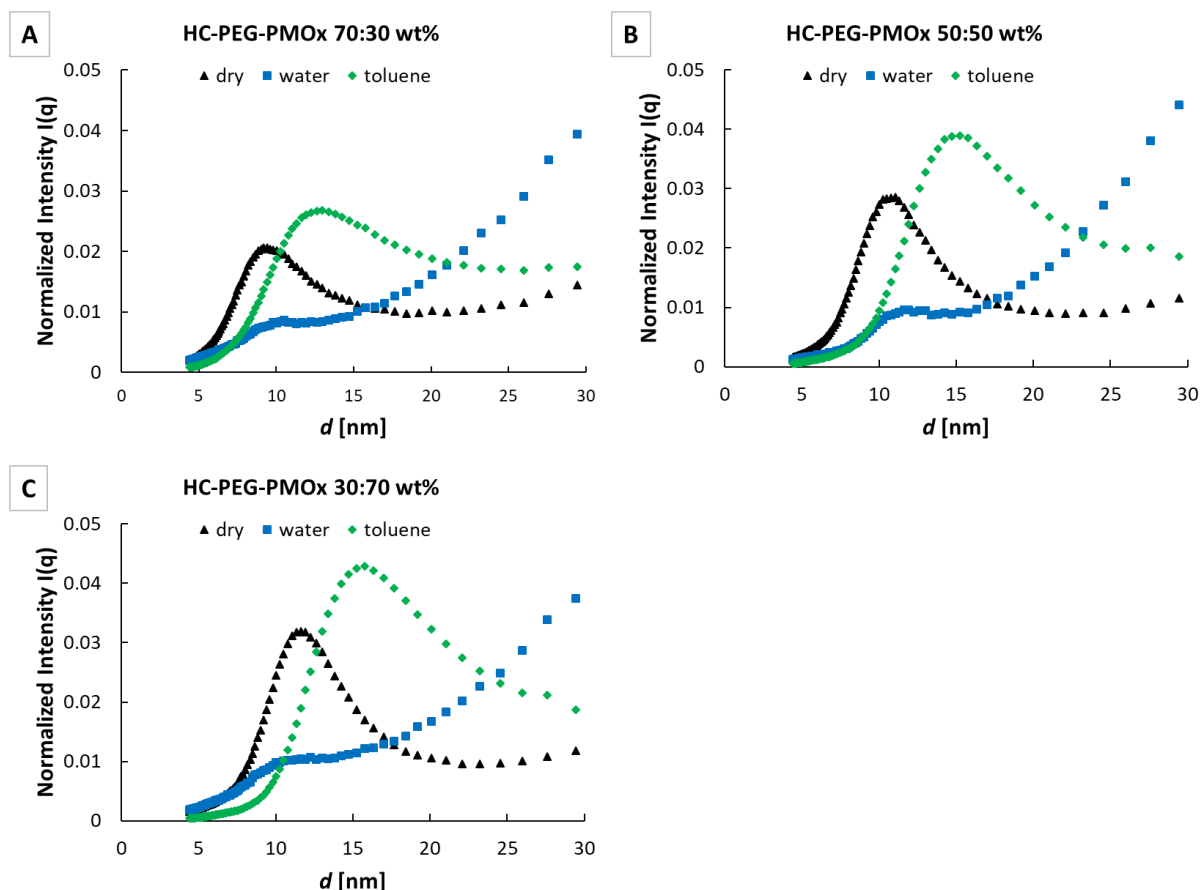 A
HC-PEG-PMOx 70:30 wt%
dry water toluene
Normalized Intensity I(q)
0.05
0.04
0.03
0.02
0.01
0
0 5 10 15 20 25 30
d [nm]
B
HC-PEG-PMOx 50:50 wt%
dry water toluene
Normalized Intensity I(q)
0.05
0.04
0.03
0.02
0.01
0
0 5 10 15 20 25 30
d [nm]
C
HC-PEG-PMOx 30:70 wt%
dry water toluene
Normalized Intensity I(q)
0.05
0.04
0.03
0.02
0.01
0
0 5 10 15 20 25 30
d [nm]